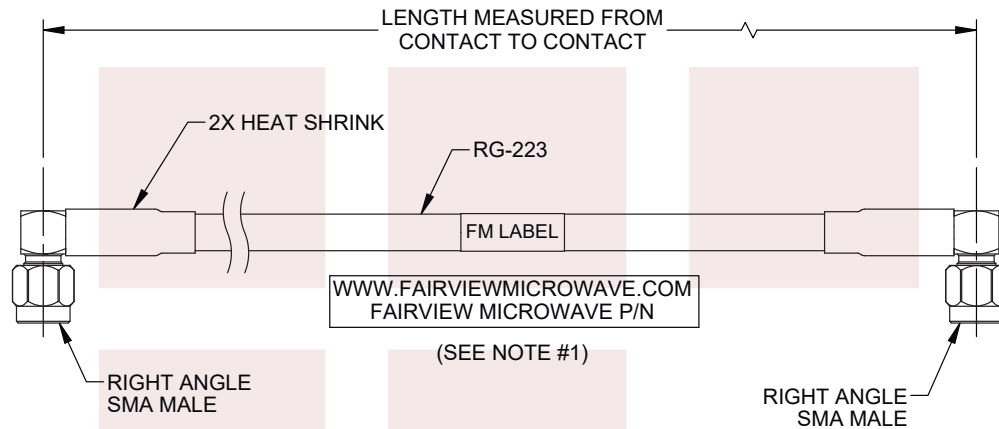 LENGTH MEASURED FROM
CONTACT TO CONTACT
2X HEAT SHRINK
RG-223
FM LABEL
WWW.FAIRVIEWMICROWAVE.COM
FAIRVIEW MICROWAVE P/N
(SEE NOTE #1)
RIGHT ANGLE
SMA MALE
RIGHT ANGLE
SMA MALE